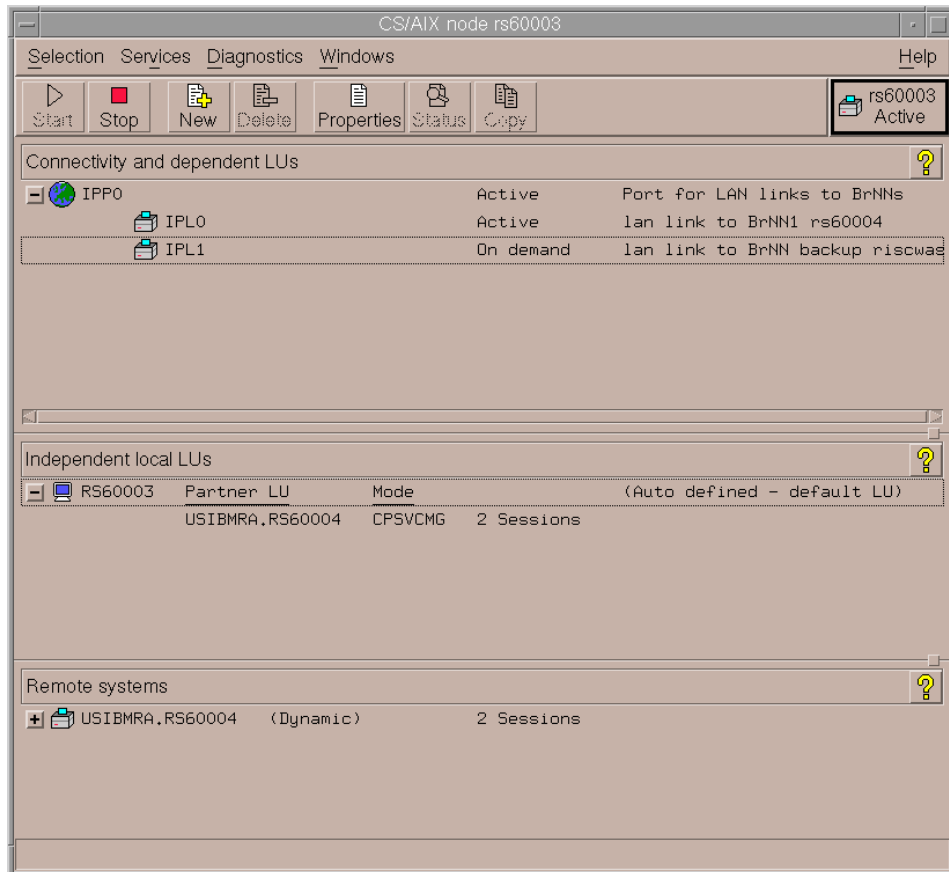 CS/AIX node rs60003
Selection Services Diagnostics Windows Help
Start Stop New Delete Properties Status Copy rs60003 Active
Connectivity and dependent LUs
IPP0 Active Port for LAN links to BrNNs
IPL0 Active lan link to BrNN1 rs60004
IPL1 On demand lan link to BrNN backup riscwas
Independent local LUs
RS60003 Partner LU Mode (Auto defined - default LU)
USIBMRA.RS60004 CPSVCMG 2 Sessions
Remote systems
USIBMRA.RS60004 (Dynamic) 2 Sessions